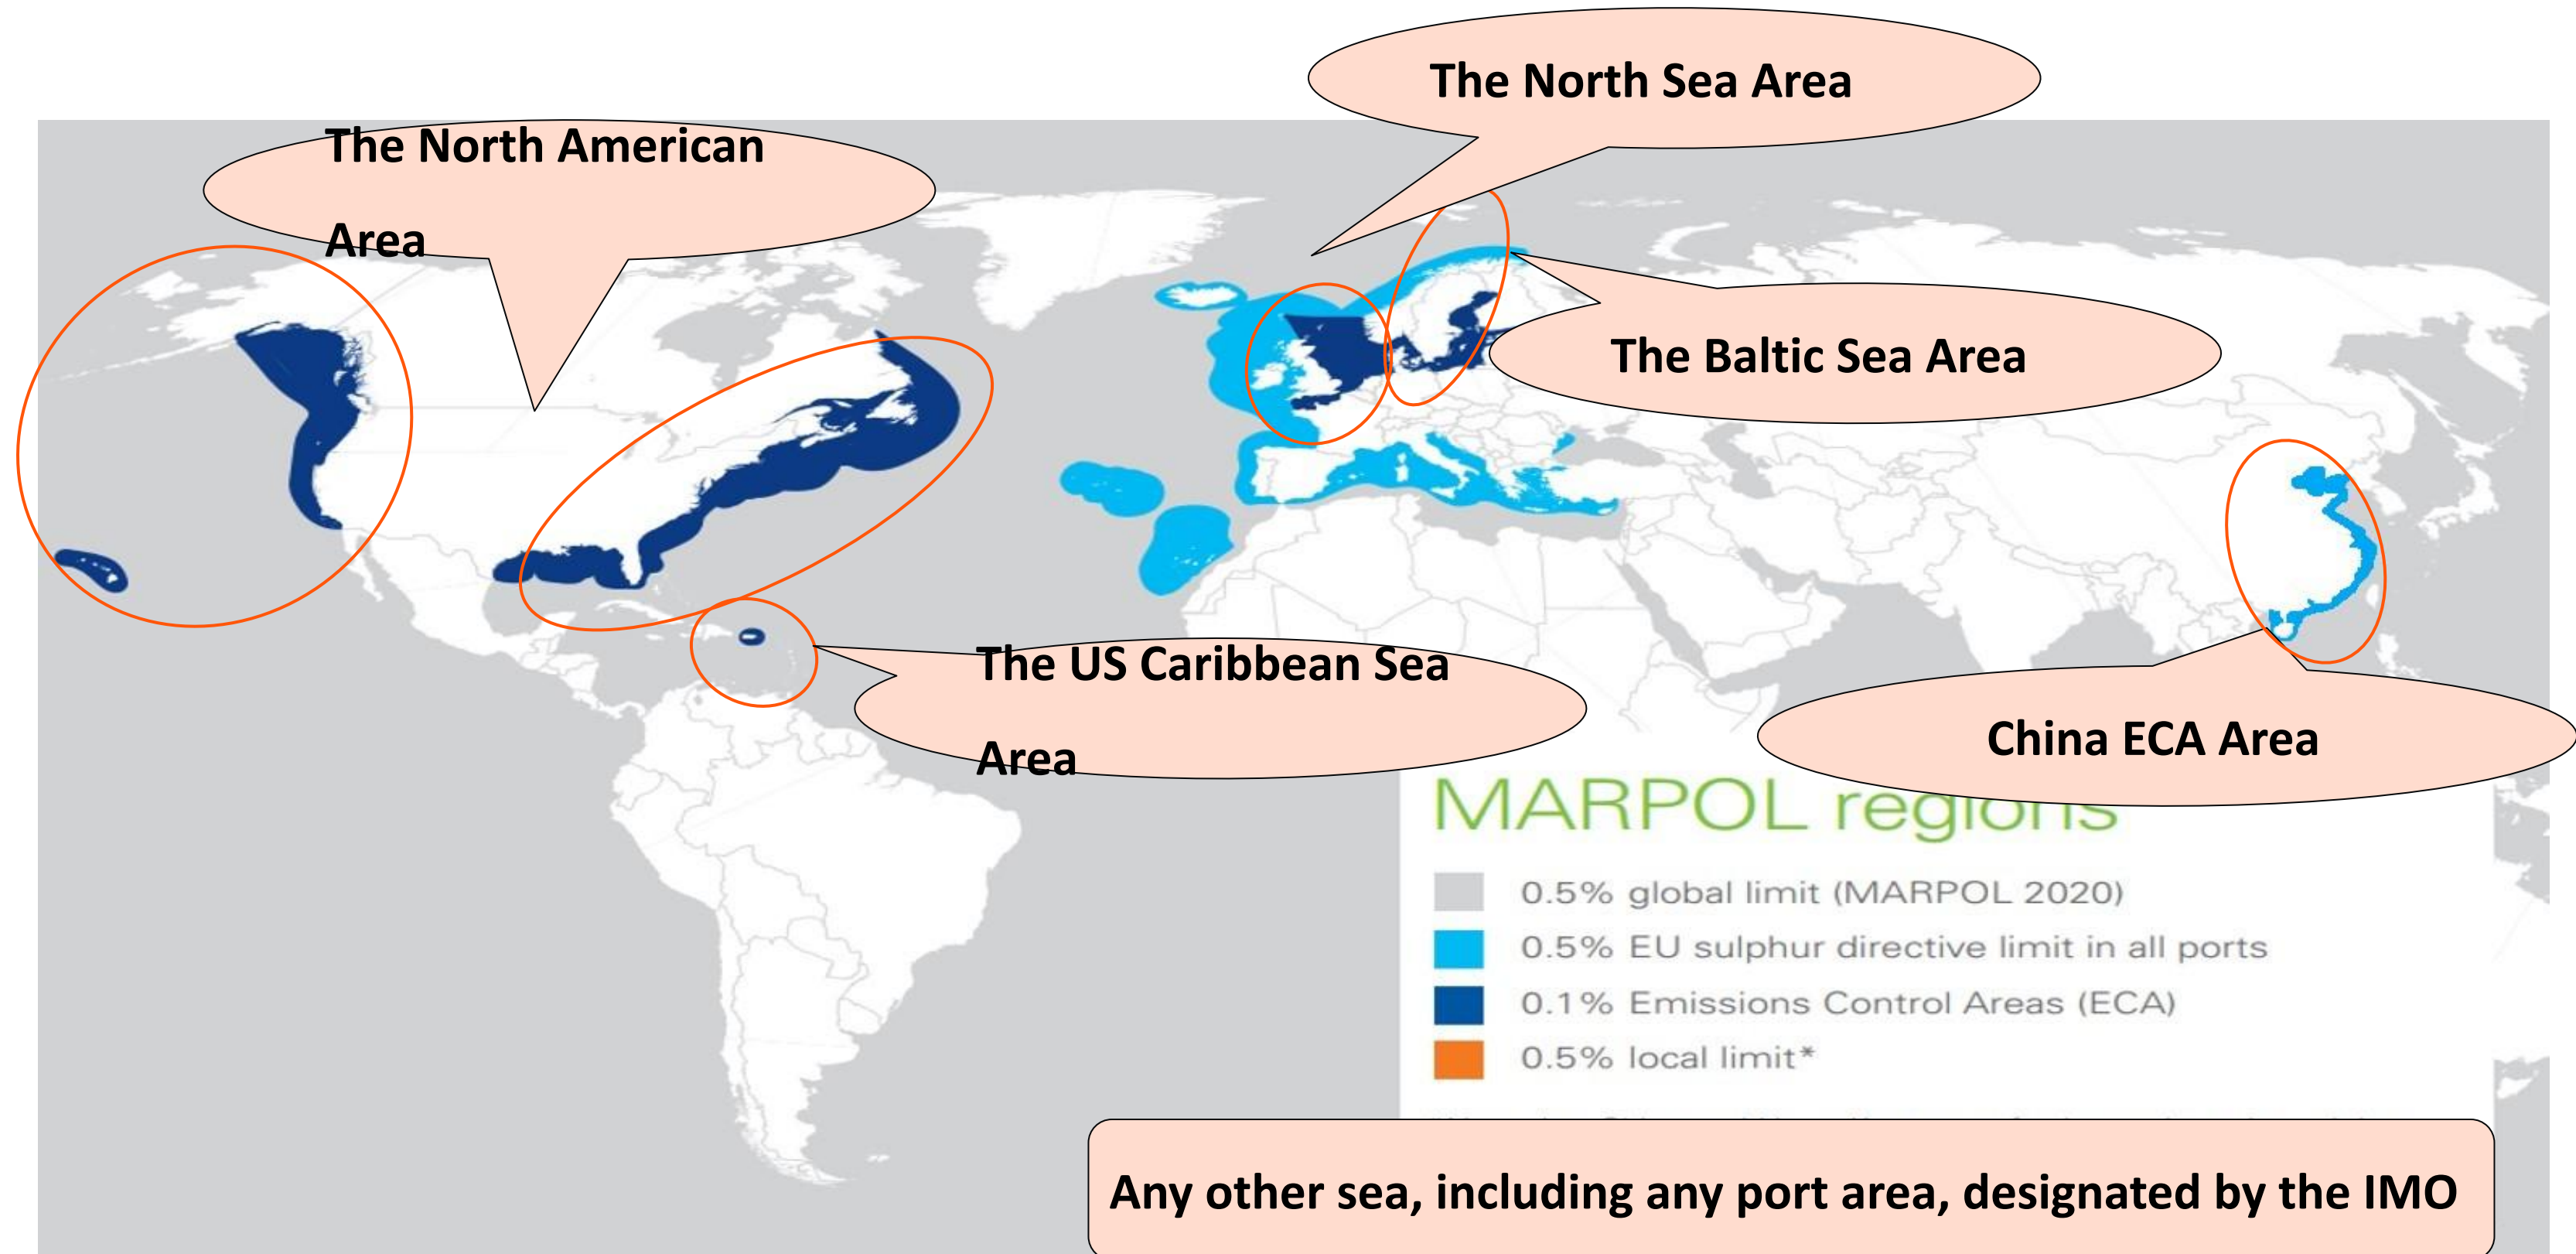 The North Sea Area
The North American
Area
The Baltic Sea Area
The US Caribbean Sea
Area
China ECA Area
MARPOL regions
0.5% global limit (MARPOL 2020)
0.5% EU sulphur directive limit in all ports
0.1% Emissions Control Areas (ECA)
0.5% local limit*
Any other sea, including any port area, designated by the IMO